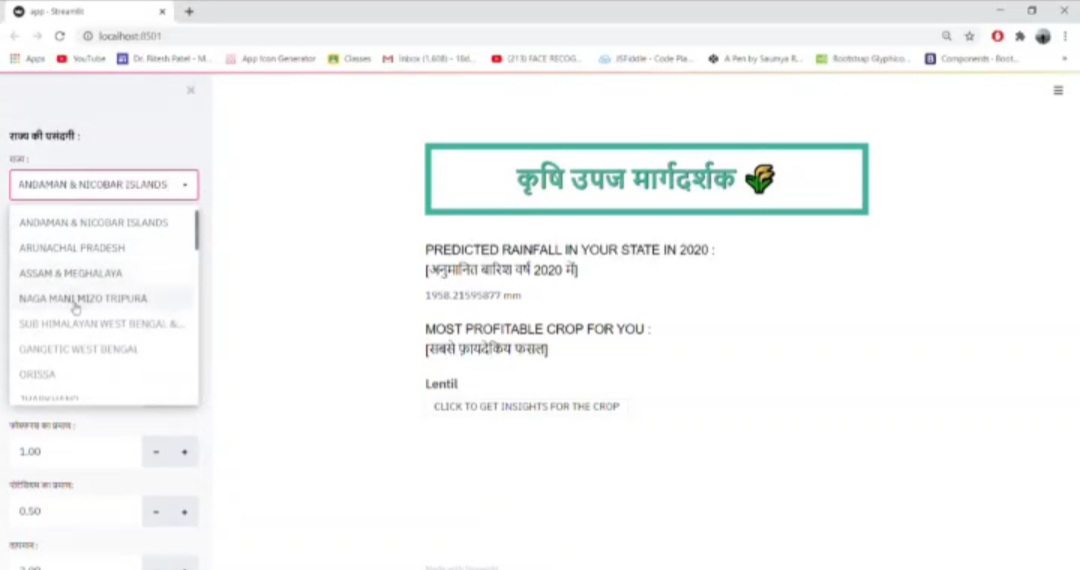 app · Streamlit
localhost:8501
Apps YouTube Dr. Ritesh Patel - M... App Icon Generator Classes Inbox (1,608) - 18d... (213) FACE RECOG... JSFiddle - Code Pla... A Pen by Saumya R... Bootstrap Glyphico... Components · Boot...
राज्य की पसंदगी :
राज्य :
ANDAMAN & NICOBAR ISLANDS
ANDAMAN & NICOBAR ISLANDS
ARUNACHAL PRADESH
ASSAM & MEGHALAYA
NAGA MANI MIZO TRIPURA
SUB HIMALAYAN WEST BENGAL &...
GANGETIC WEST BENGAL
ORISSA
का प्रमाण :
1.00
पोटेशियम का प्रमाण:
0.50
तापमान :
कृषि उपज मार्गदर्शक
PREDICTED RAINFALL IN YOUR STATE IN 2020 :
[अनुमानित बारिश वर्ष 2020 में]
1958.21595877 mm
MOST PROFITABLE CROP FOR YOU :
[सबसे फ़ायदेकिय फसल]
Lentil
CLICK TO GET INSIGHTS FOR THE CROP
Made with Streamlit